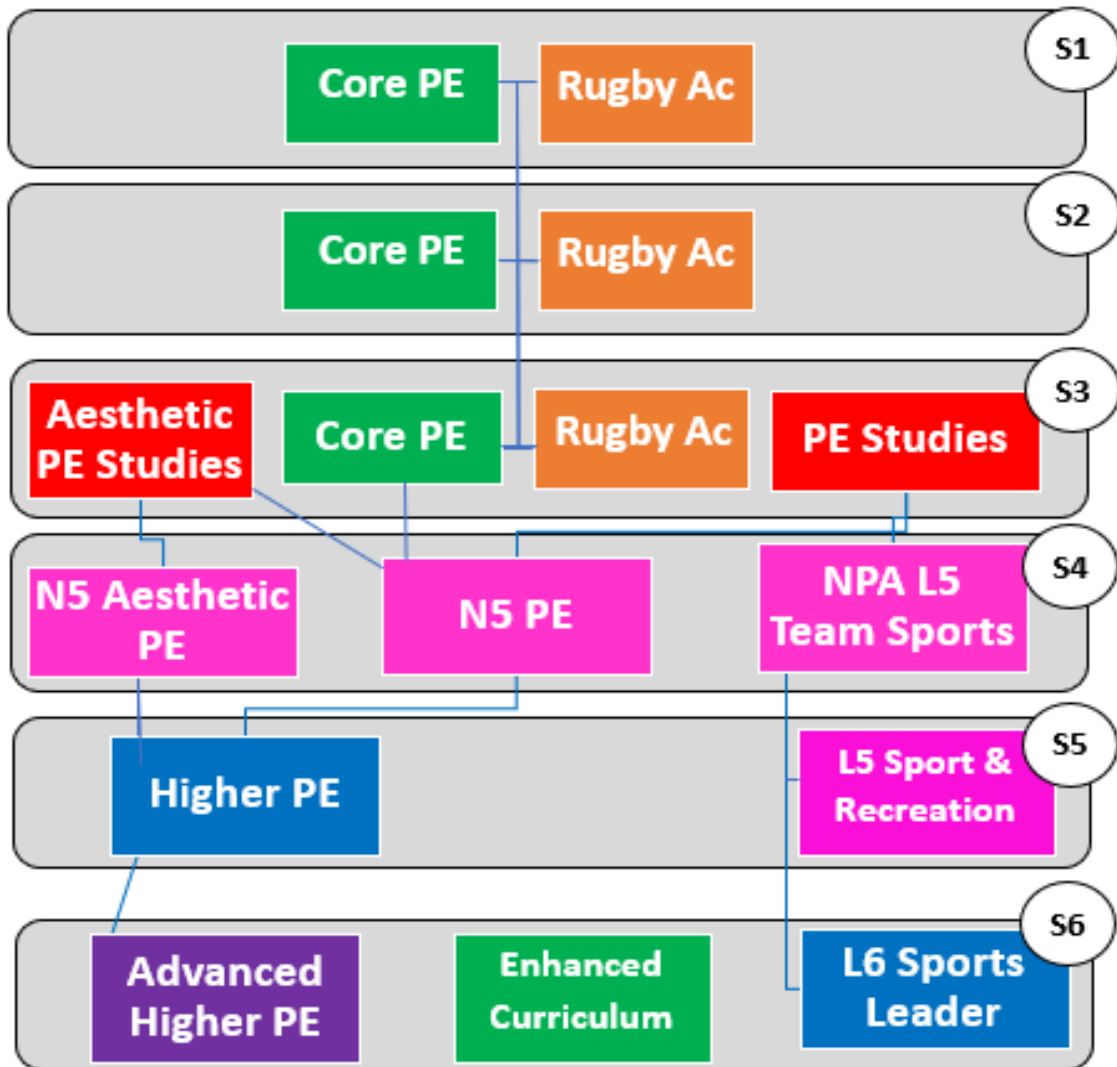 S1
Core PE
Rugby Ac
S2
Core PE
Rugby Ac
S3
Aesthetic
PE Studies
Core PE
Rugby Ac
PE Studies
S4
N5 Aesthetic
PE
N5 PE
NPA L5
Team Sports
S5
Higher PE
L5 Sport &
Recreation
S6
Advanced
Higher PE
Enhanced
Curriculum
L6 Sports
Leader